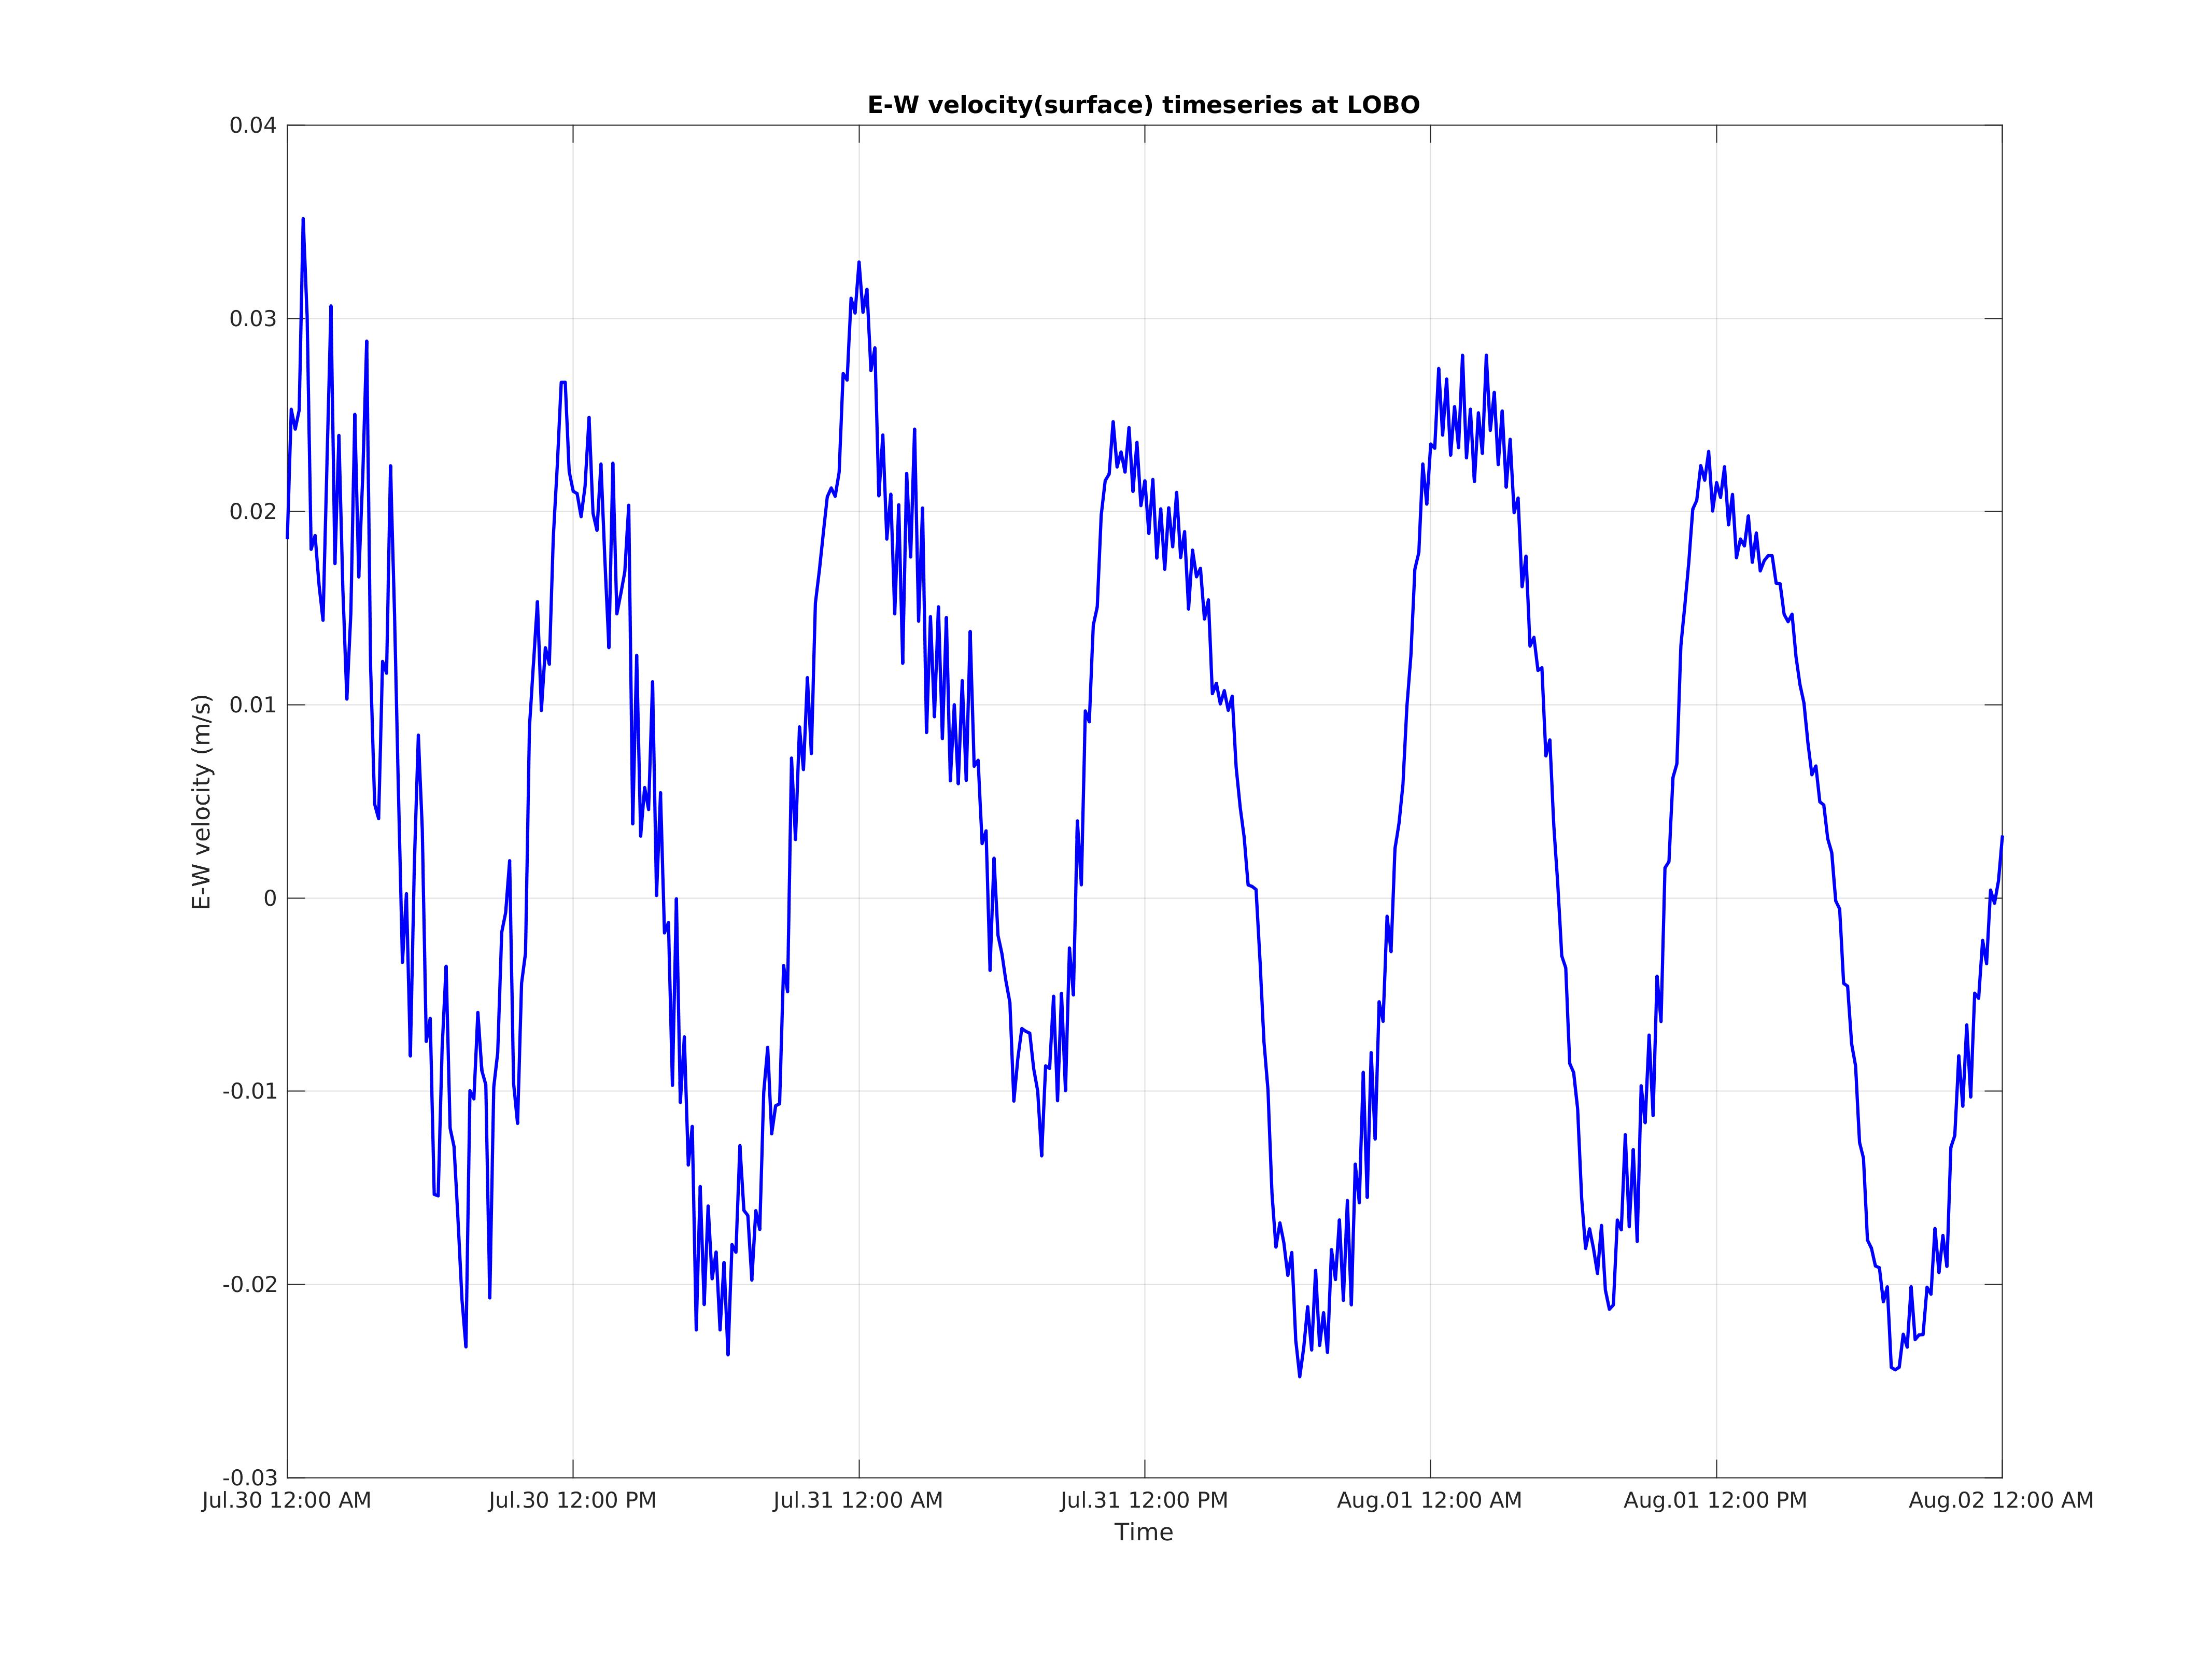 E-W velocity(surface) timeseries at LOBO
0.04
0.03
0.02
0.01
0
-0.01
-0.02
-0.03
E-W velocity (m/s)
Jul.30 12:00 AM Jul.30 12:00 PM Jul.31 12:00 AM Jul.31 12:00 PM Aug.01 12:00 AM Aug.01 12:00 PM Aug.02 12:00 AM
Time